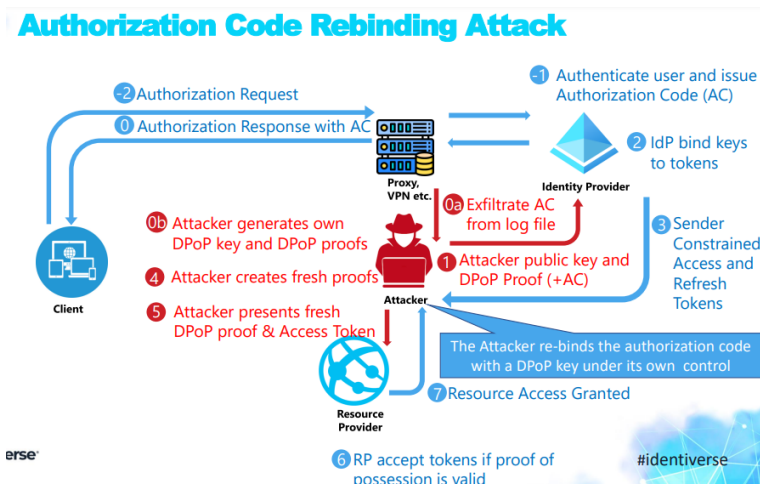 Authorization Code Rebinding Attack
-2 Authorization Request
-1 Authenticate user and issue
Authorization Code (AC)
0 Authorization Response with AC
2 IdP bind keys
to tokens
Proxy,
VPN etc.
Identity Provider
0a Exfiltrate AC
from log file
0b Attacker generates own
DPoP key and DPoP proofs
3 Sender
Constrained
Access and
Refresh
Tokens
1 Attacker public key and
DPoP Proof (+AC)
4 Attacker creates fresh proofs
Client
Attacker
5 Attacker presents fresh
DPoP proof & Access Token
The Attacker re-binds the authorization code
with a DPoP key under its own control
7 Resource Access Granted
Resource
Provider
erse
6 RP accept tokens if proof of
possession is valid
#identiverse